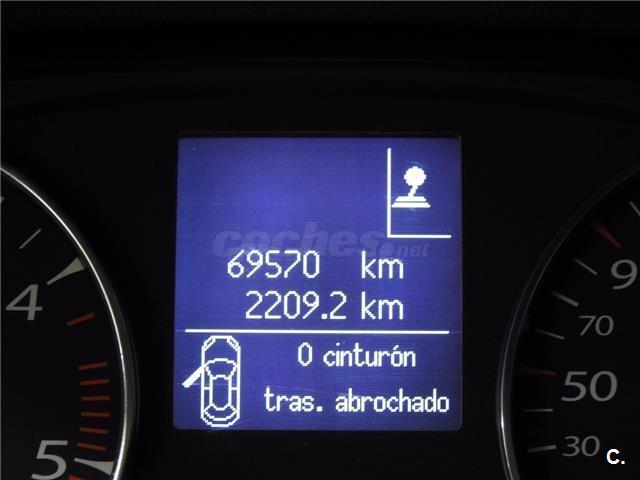 coches.net
69570 km
2209.2 km
0 cinturón
tras. abrochado
4
5
9
70
50
30
C.